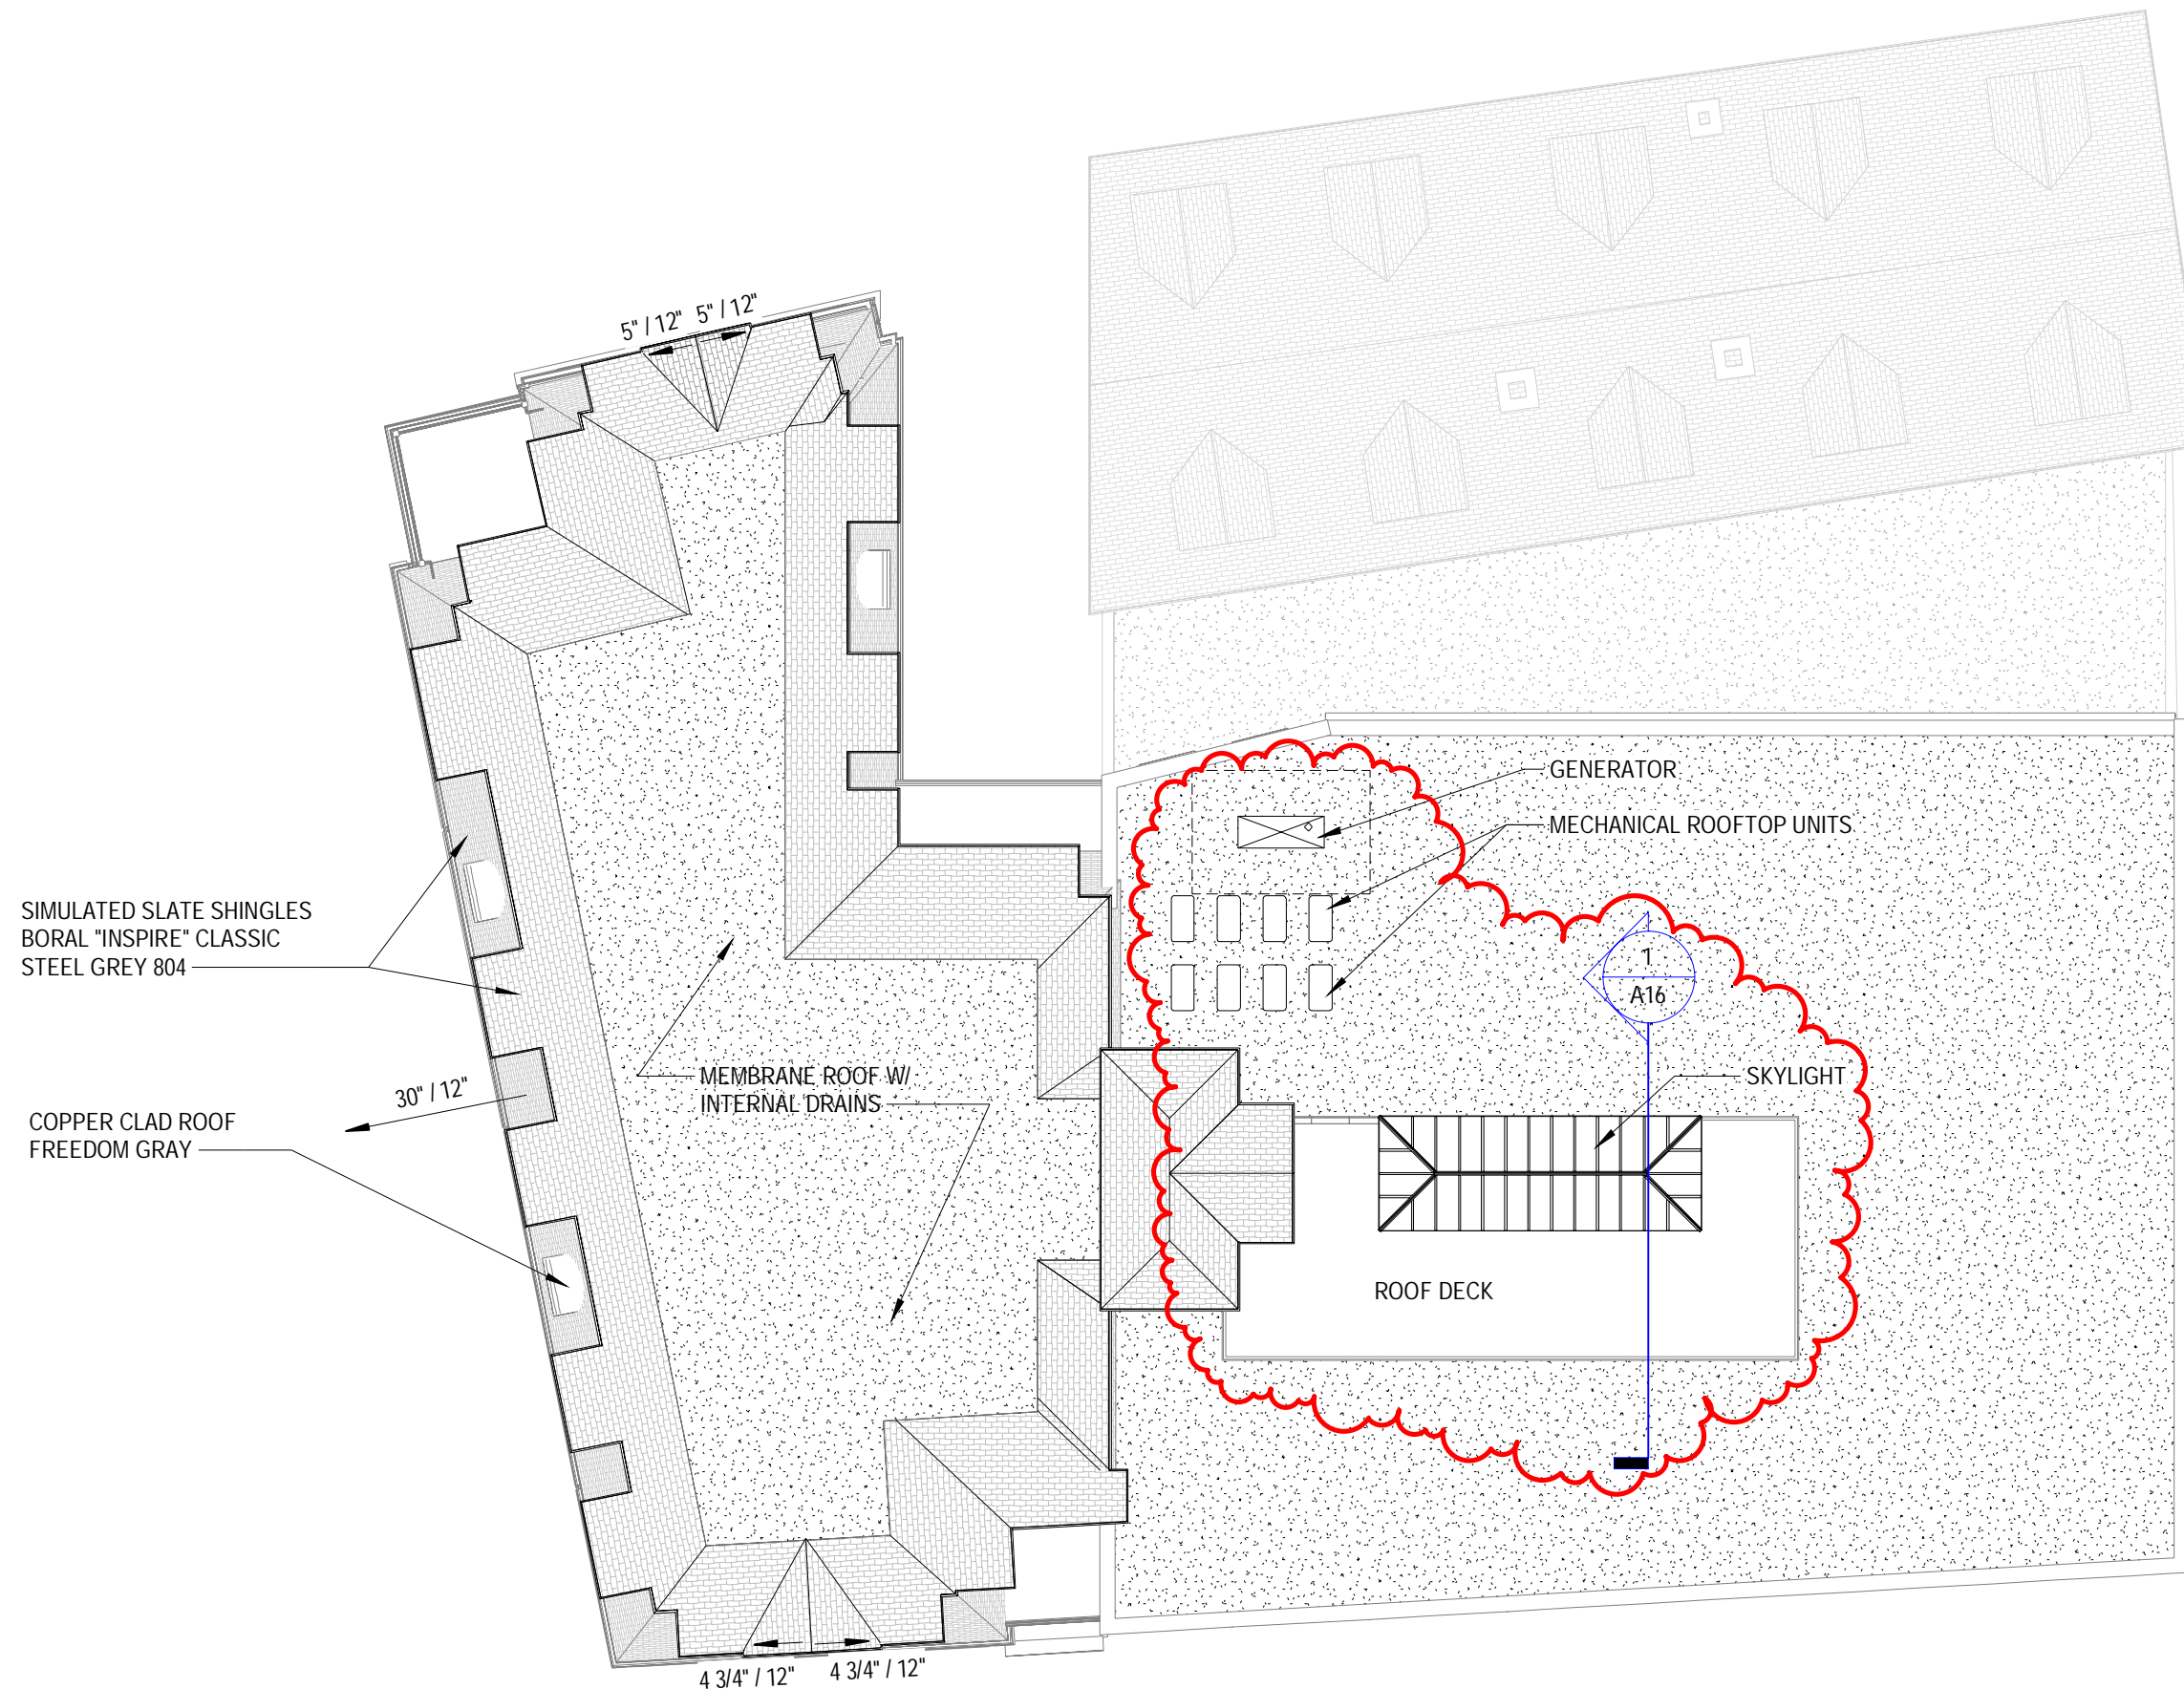 5" / 12" 5" / 12"
GENERATOR
MECHANICAL ROOFTOP UNITS
SIMULATED SLATE SHINGLES
BORAL "INSPIRE" CLASSIC
STEEL GREY 804
1
A16
MEMBRANE ROOF W/
INTERNAL DRAINS
SKYLIGHT
30" / 12"
COPPER CLAD ROOF
FREEDOM GRAY
ROOF DECK
4 3/4" / 12" 4 3/4" / 12"